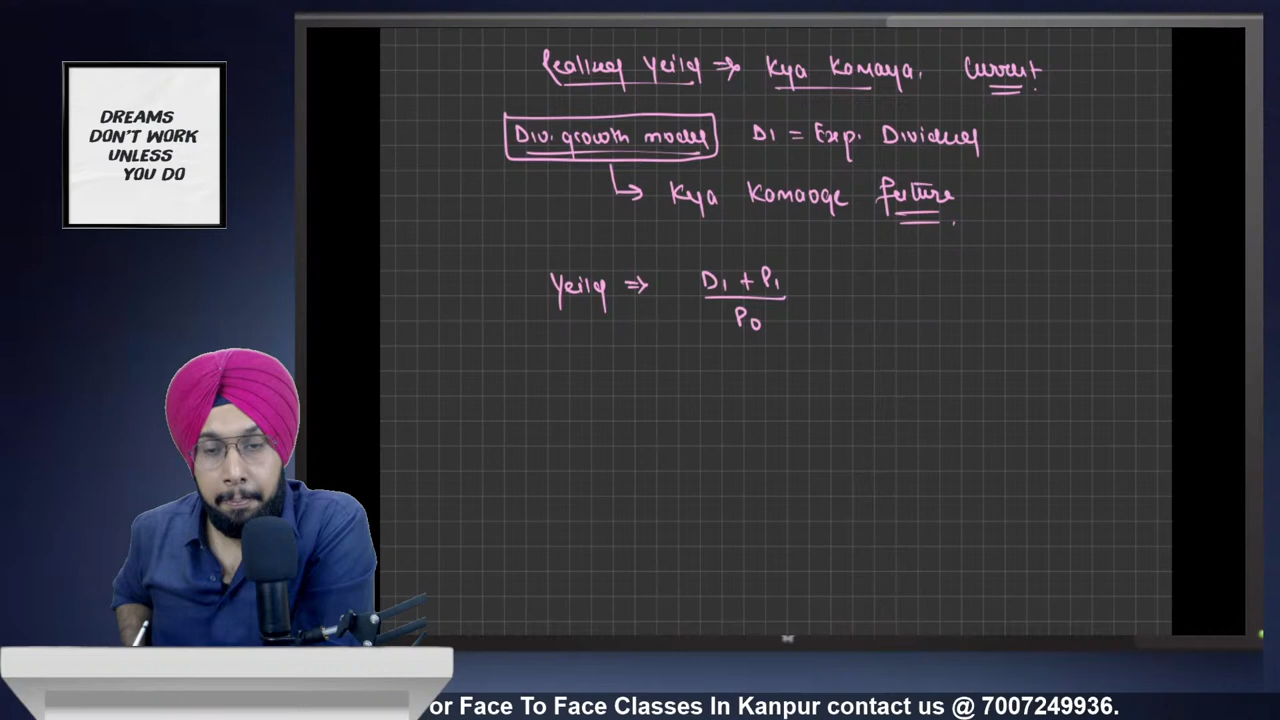 DREAMS
DON'T WORK
UNLESS
YOU DO
Realised Yeild ⇒ Kya Kamaya. Current.
Div. growth model D1 = Exp. Dividend
↳ Kya Kamaoge future.
Yeild ⇒ D1 + P1
P0
or Face To Face Classes In Kanpur contact us @ 7007249936.